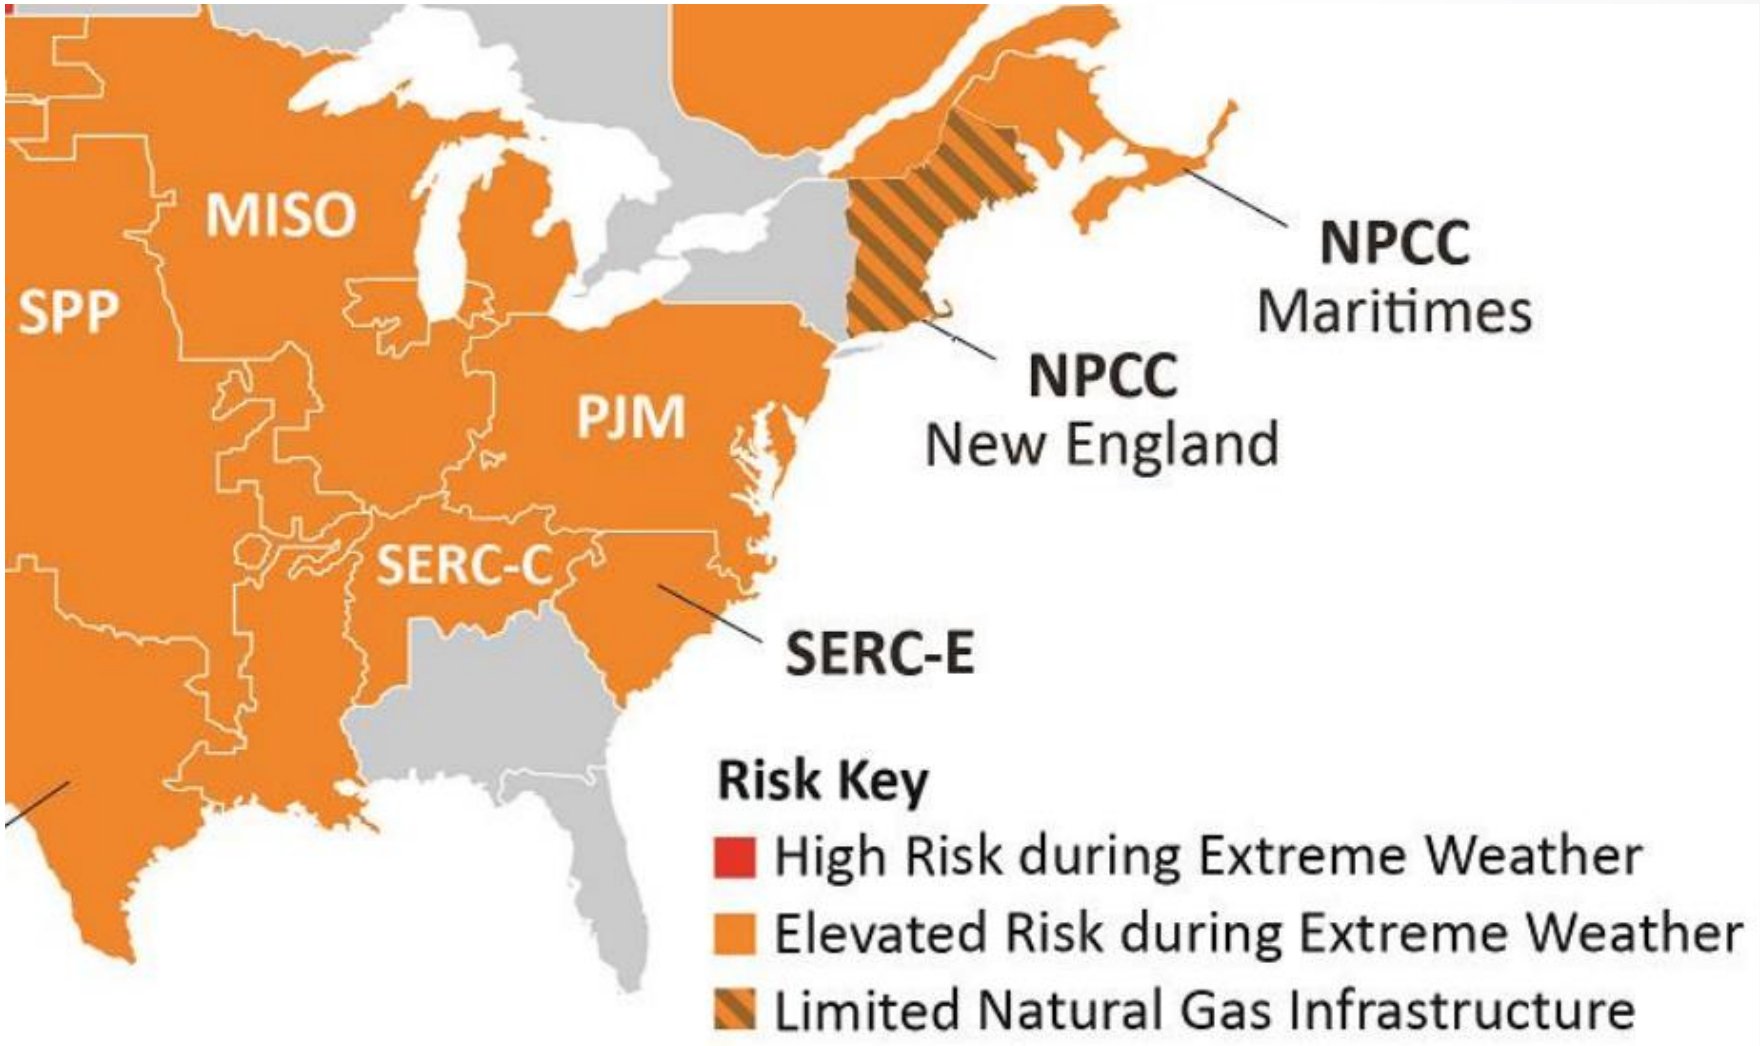 MISO
SPP
NPCC
Maritimes
PJM
NPCC
New England
SERC-C
SERC-E
Risk Key
High Risk during Extreme Weather
Elevated Risk during Extreme Weather
Limited Natural Gas Infrastructure